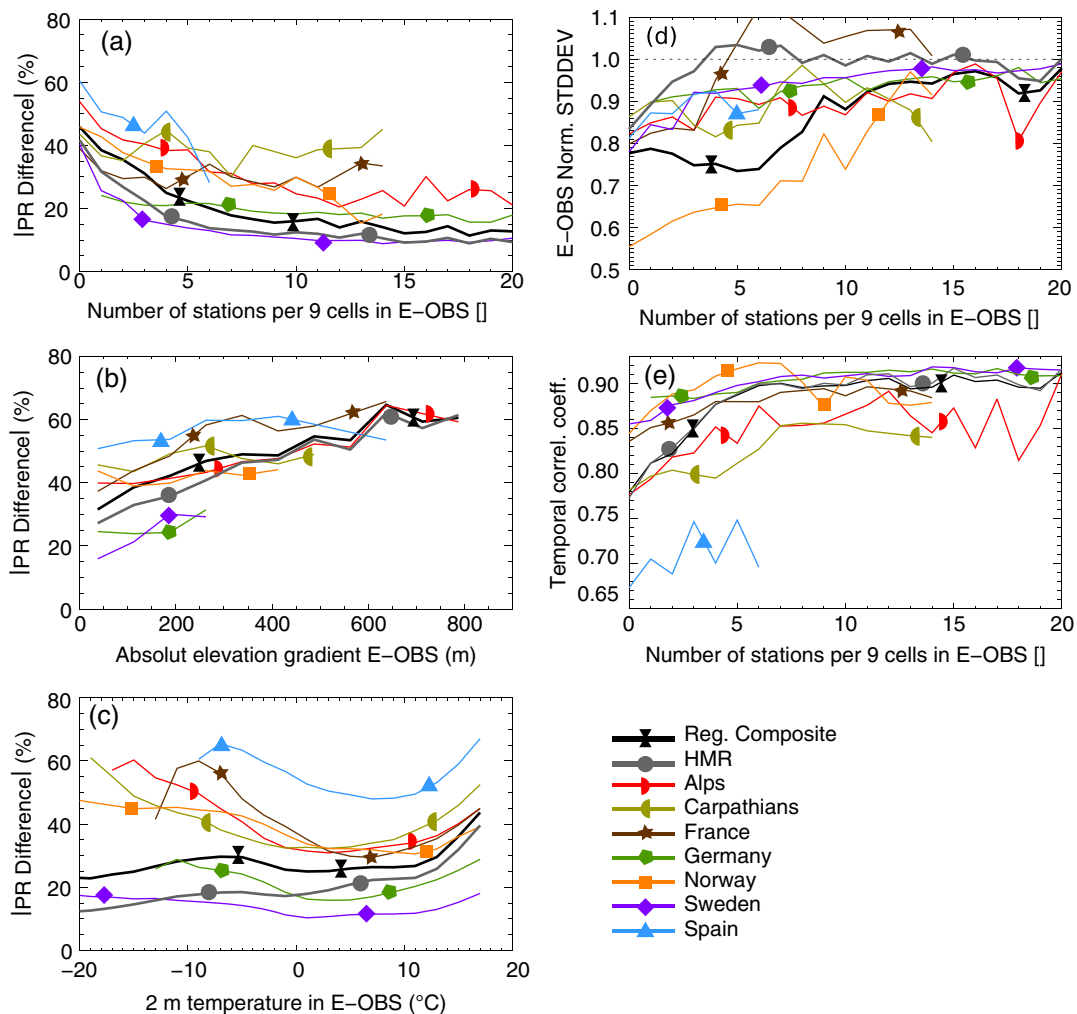 (a)
|PR Difference| (%)
80
60
40
20
0
0 5 10 15 20
Number of stations per 9 cells in E−OBS []
(b)
|PR Difference| (%)
80
60
40
20
0
0 200 400 600 800
Absolut elevation gradient E−OBS (m)
(c)
|PR Difference| (%)
80
60
40
20
0
−20 −10 0 10 20
2 m temperature in E−OBS (°C)
(d)
E−OBS Norm. STDDEV
1.1
1.0
0.9
0.8
0.7
0.6
0.5
0 5 10 15 20
Number of stations per 9 cells in E−OBS []
(e)
Temporal correl. coeff.
0.90
0.85
0.80
0.75
0.70
0.65
0 5 10 15 20
Number of stations per 9 cells in E−OBS []
Reg. Composite
HMR
Alps
Carpathians
France
Germany
Norway
Sweden
Spain